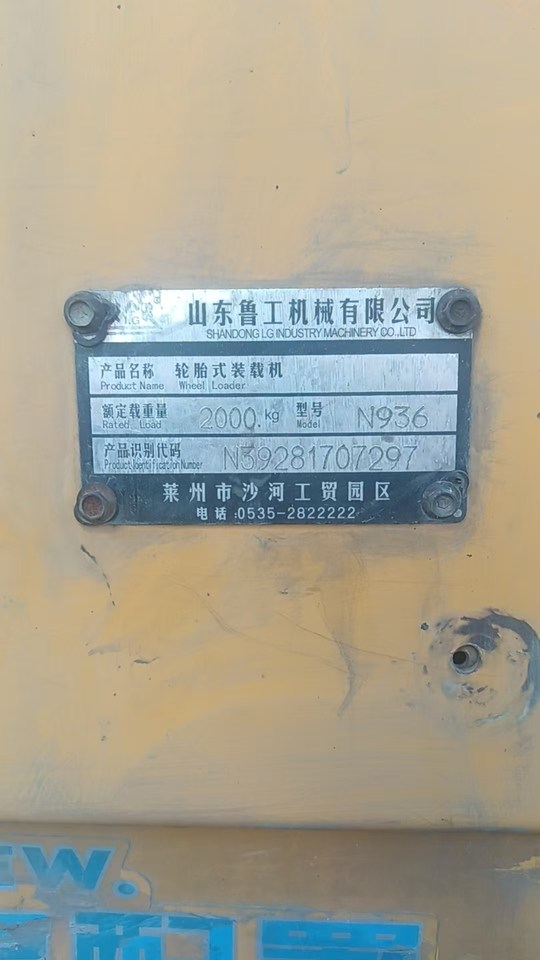 山东鲁工机械有限公司
SHANDONG LG INDUSTRY MACHINERY CO.,LTD
产品名称 轮胎式装载机
Product Name Wheel Loader
额定载重量 2000.kg 型号 N936
Rated Load Model
产品识别代码 N39281707297
Product Identification Number
莱州市沙河工贸园区
电话:0535-2822222
EW.
配置